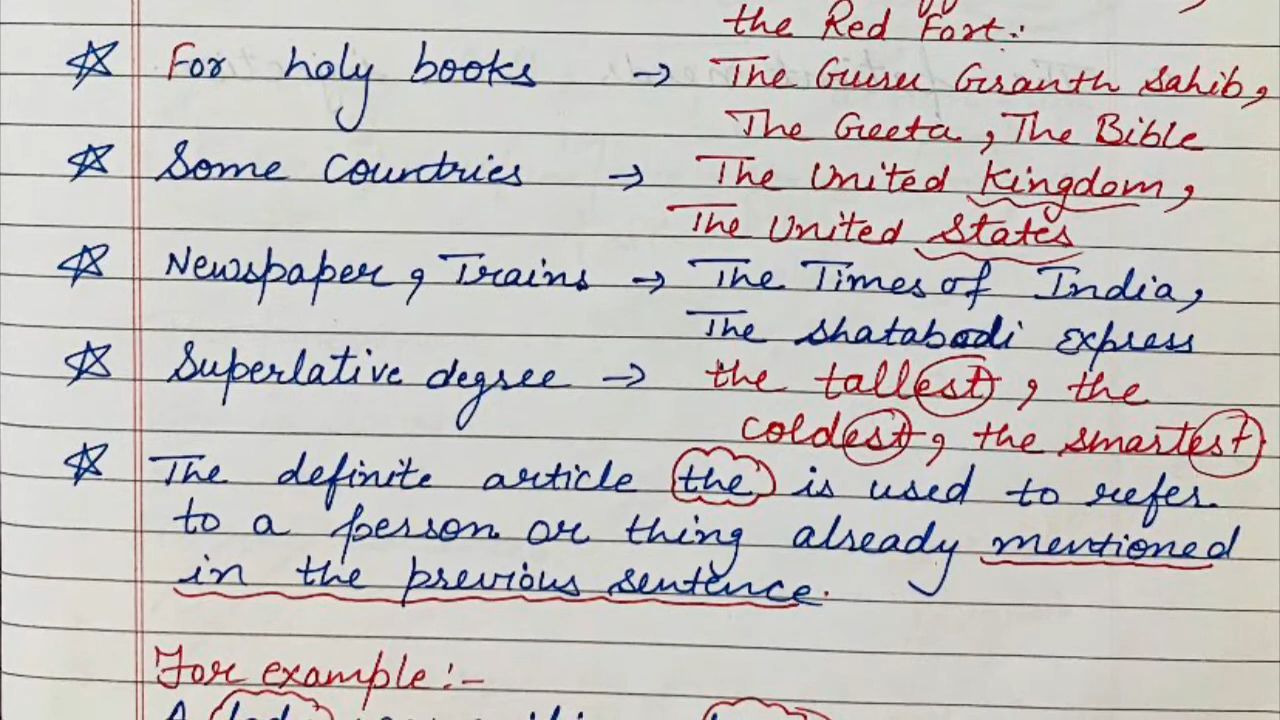 the Red Fort.
☆ For holy books → The Guru Granth Sahib,
The Geeta, The Bible
☆ Some Countries → The United Kingdom,
The United States
☆ Newspaper, Trains → The Times of India,
The Shatabadi express
☆ Superlative degree → the tallest, the
coldest, the smartest
☆ The definite article the is used to refer
to a person or thing already mentioned
in the previous sentence.
For example:-
A lady